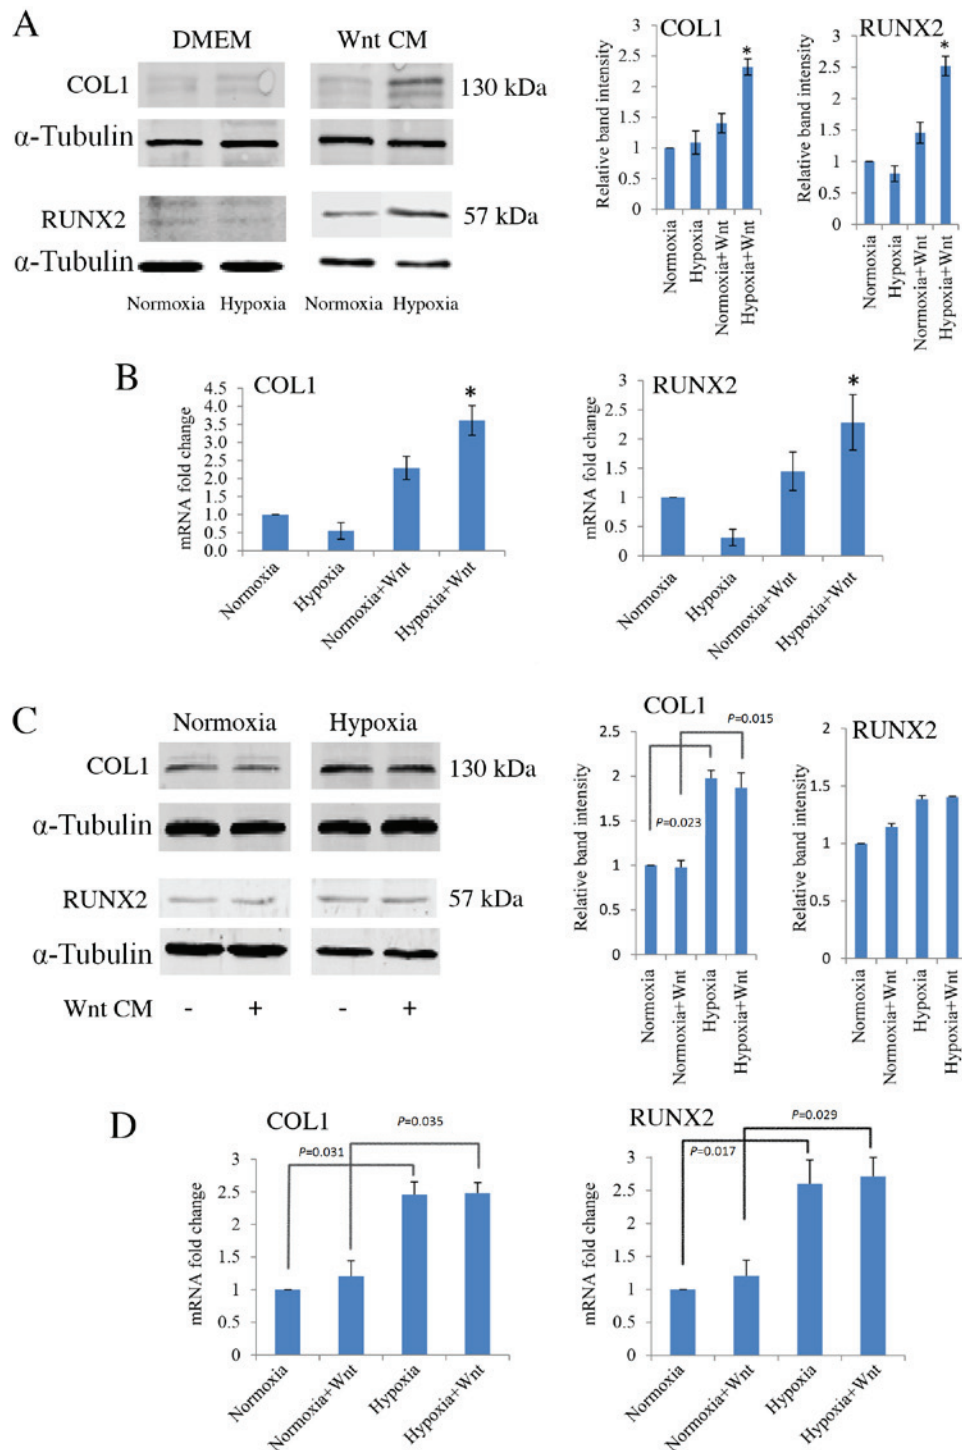 A
DMEM Wnt CM
COL1 130 kDa
α-Tubulin
RUNX2 57 kDa
α-Tubulin
Normoxia Hypoxia Normoxia Hypoxia
COL1
Relative band intensity
3
2.5
2
1.5
1
0.5
0
*
Normoxia
Hypoxia
Normoxia+Wnt
Hypoxia+Wnt
RUNX2
Relative band intensity
3
2.5
2
1.5
1
0.5
0
*
Normoxia
Hypoxia
Normoxia+Wnt
Hypoxia+Wnt
B
COL1
mRNA fold change
4.5
4.0
3.5
3.0
2.5
2.0
1.5
1.0
0.5
0.0
*
Normoxia
Hypoxia
Normoxia+Wnt
Hypoxia+Wnt
RUNX2
mRNA fold change
3
2.5
2
1.5
1
0.5
0
*
Normoxia
Hypoxia
Normoxia+Wnt
Hypoxia+Wnt
C
Normoxia Hypoxia
COL1 130 kDa
α-Tubulin
RUNX2 57 kDa
α-Tubulin
Wnt CM - + - +
COL1
P=0.015
P=0.023
Relative band intensity
2.5
2
1.5
1
0.5
0
Normoxia
Normoxia+Wnt
Hypoxia
Hypoxia+Wnt
RUNX2
Relative band intensity
2
1.5
1
0.5
0
Normoxia
Normoxia+Wnt
Hypoxia
Hypoxia+Wnt
D
COL1
P=0.035
P=0.031
mRNA fold change
3
2.5
2
1.5
1
0.5
0
Normoxia
Normoxia+Wnt
Hypoxia
Hypoxia+Wnt
RUNX2
P=0.029
P=0.017
mRNA fold change
3
2.5
2
1.5
1
0.5
0
Normoxia
Normoxia+Wnt
Hypoxia
Hypoxia+Wnt